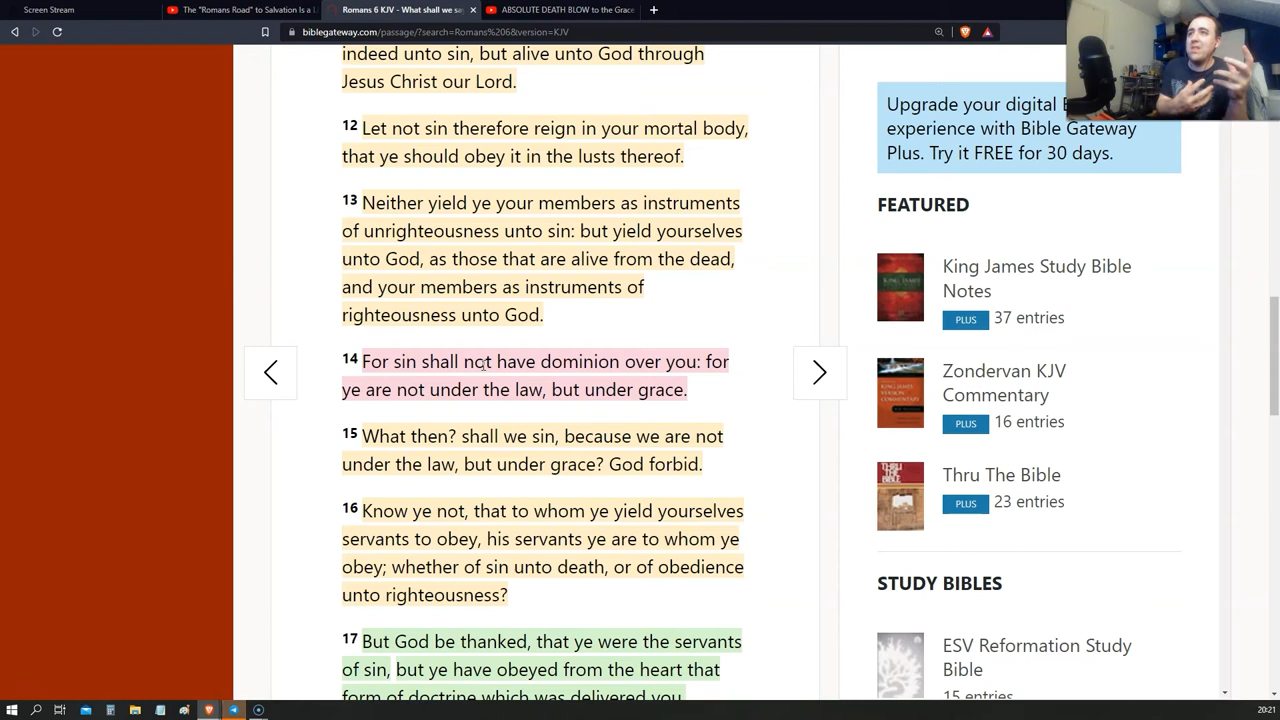 Screen Stream
The "Romans Road" to Salvation Is a L
Romans 6 KJV - What shall we say
ABSOLUTE DEATH BLOW to the Grace
biblegateway.com/passage/?search=Romans%206&version=KJV
indeed unto sin, but alive unto God through
Jesus Christ our Lord.
12 Let not sin therefore reign in your mortal body,
that ye should obey it in the lusts thereof.
13 Neither yield ye your members as instruments
of unrighteousness unto sin: but yield yourselves
unto God, as those that are alive from the dead,
and your members as instruments of
righteousness unto God.
14 For sin shall not have dominion over you: for
ye are not under the law, but under grace.
15 What then? shall we sin, because we are not
under the law, but under grace? God forbid.
16 Know ye not, that to whom ye yield yourselves
servants to obey, his servants ye are to whom ye
obey; whether of sin unto death, or of obedience
unto righteousness?
17 But God be thanked, that ye were the servants
of sin, but ye have obeyed from the heart that
form of doctrine which was delivered you.
Upgrade your digital
experience with Bible Gateway
Plus. Try it FREE for 30 days.
FEATURED
King James Study Bible
Notes
PLUS 37 entries
Zondervan KJV
Commentary
PLUS 16 entries
Thru The Bible
PLUS 23 entries
STUDY BIBLES
ESV Reformation Study
Bible
15 entries
20:21